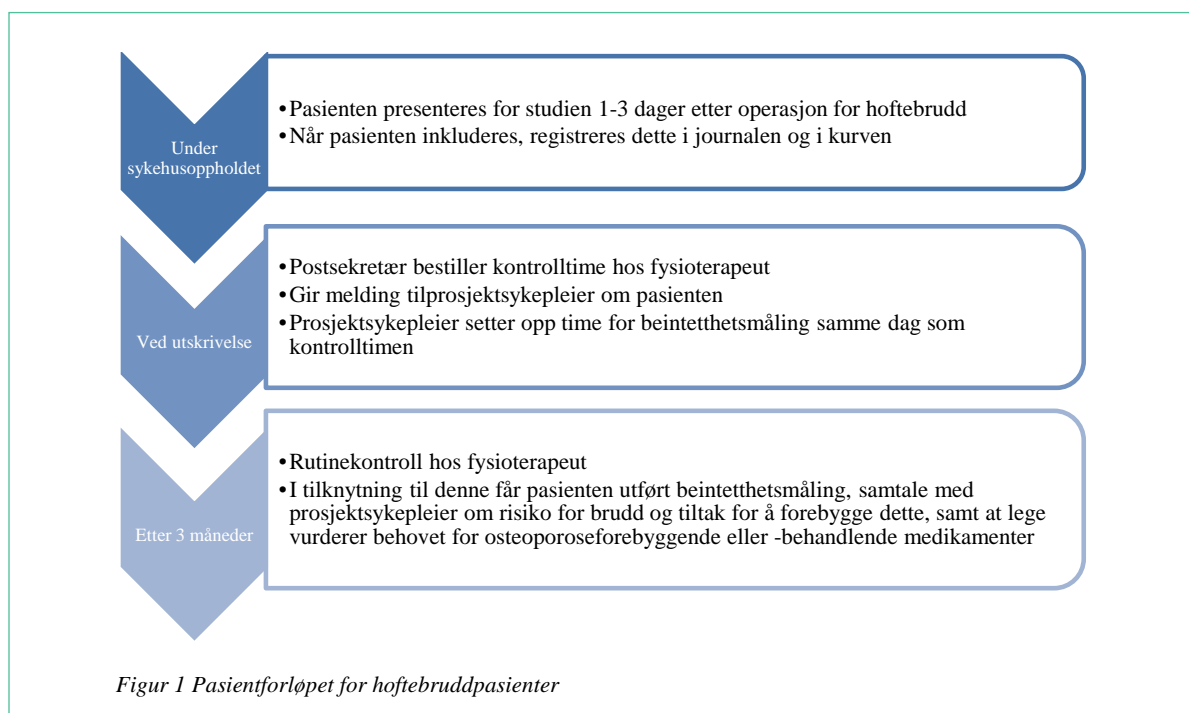 Under
sykehusoppholdet
•Pasienten presenteres for studien 1-3 dager etter operasjon for hoftebrudd
•Når pasienten inkluderes, registreres dette i journalen og i kurven
Ved utskrivelse
•Postsekretær bestiller kontrolltime hos fysioterapeut
•Gir melding tilprosjektsykepleier om pasienten
•Prosjektsykepleier setter opp time for beintetthetsmåling samme dag som
kontrolltimen
Etter 3 måneder
•Rutinekontroll hos fysioterapeut
•I tilknytning til denne får pasienten utført beintetthetsmåling, samtale med
prosjektsykepleier om risiko for brudd og tiltak for å forebygge dette, samt at lege
vurderer behovet for osteoporoseforebyggende eller -behandlende medikamenter
Figur 1 Pasientforløpet for hoftebruddpasienter